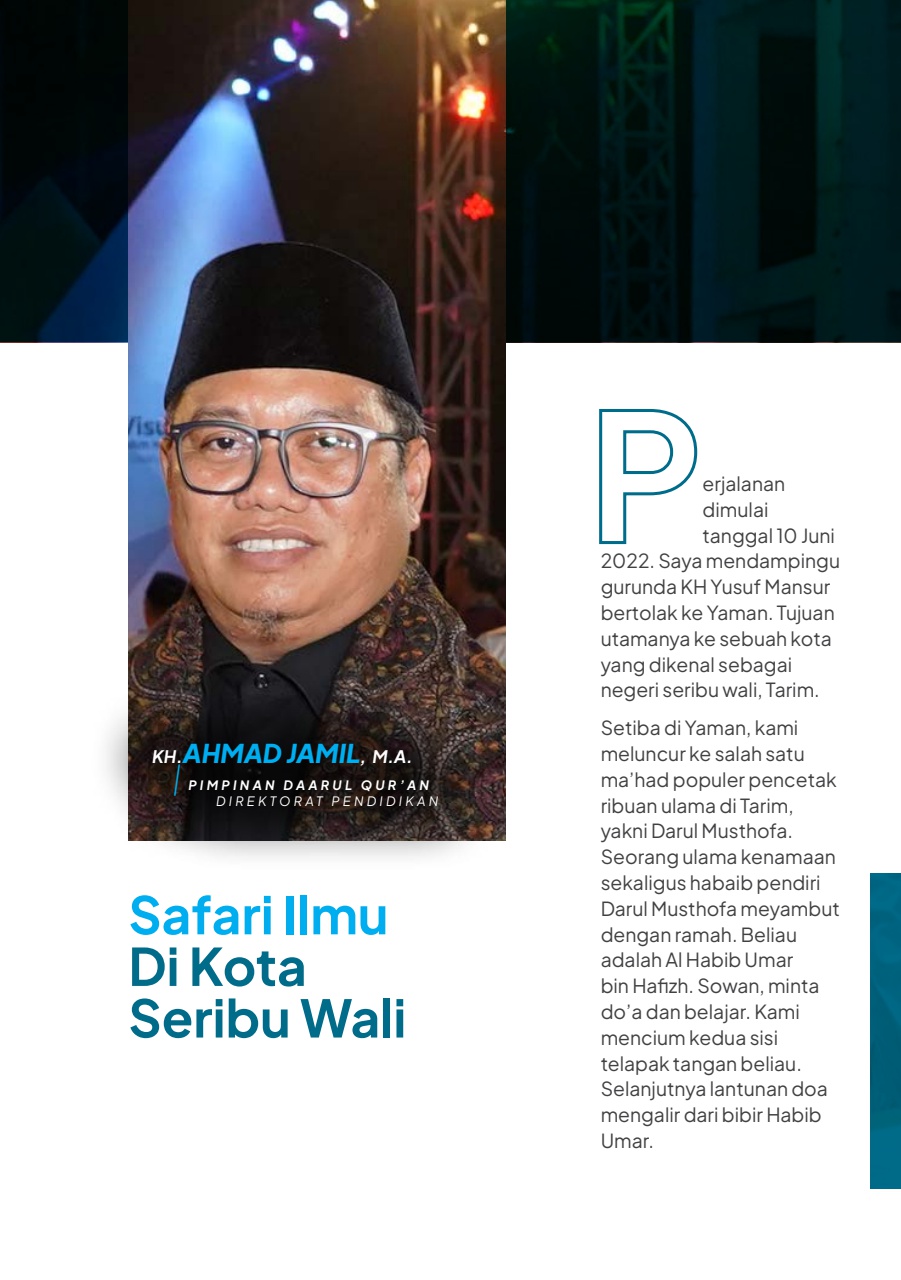 Visu
KH.AHMAD JAMIL, M.A.
PIMPINAN DAARUL QUR’AN
DIREKTORAT PENDIDIKAN
Safari Ilmu
Di Kota
Seribu Wali
Perjalanan
dimulai
tanggal 10 Juni
2022. Saya mendampingu
gurunda KH Yusuf Mansur
bertolak ke Yaman. Tujuan
utamanya ke sebuah kota
yang dikenal sebagai
negeri seribu wali, Tarim.
Setiba di Yaman, kami
meluncur ke salah satu
ma’had populer pencetak
ribuan ulama di Tarim,
yakni Darul Musthofa.
Seorang ulama kenamaan
sekaligus habaib pendiri
Darul Musthofa meyambut
dengan ramah. Beliau
adalah Al Habib Umar
bin Hafizh. Sowan, minta
do’a dan belajar. Kami
mencium kedua sisi
telapak tangan beliau.
Selanjutnya lantunan doa
mengalir dari bibir Habib
Umar.